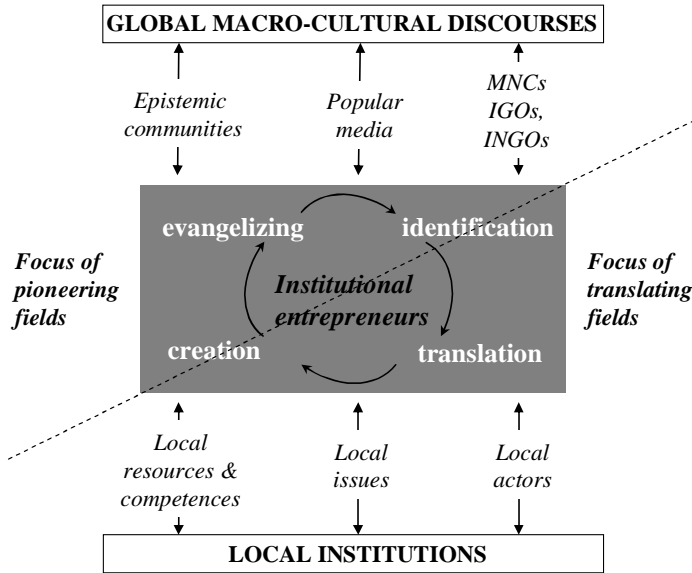 GLOBAL MACRO-CULTURAL DISCOURSES
Epistemic
communities
Popular
media
MNCs
IGOs,
INGOs
Focus of
pioneering
fields
evangelizing
identification
Institutional
entrepreneurs
creation
translation
Focus of
translating
fields
Local
resources &
competences
Local
issues
Local
actors
LOCAL INSTITUTIONS